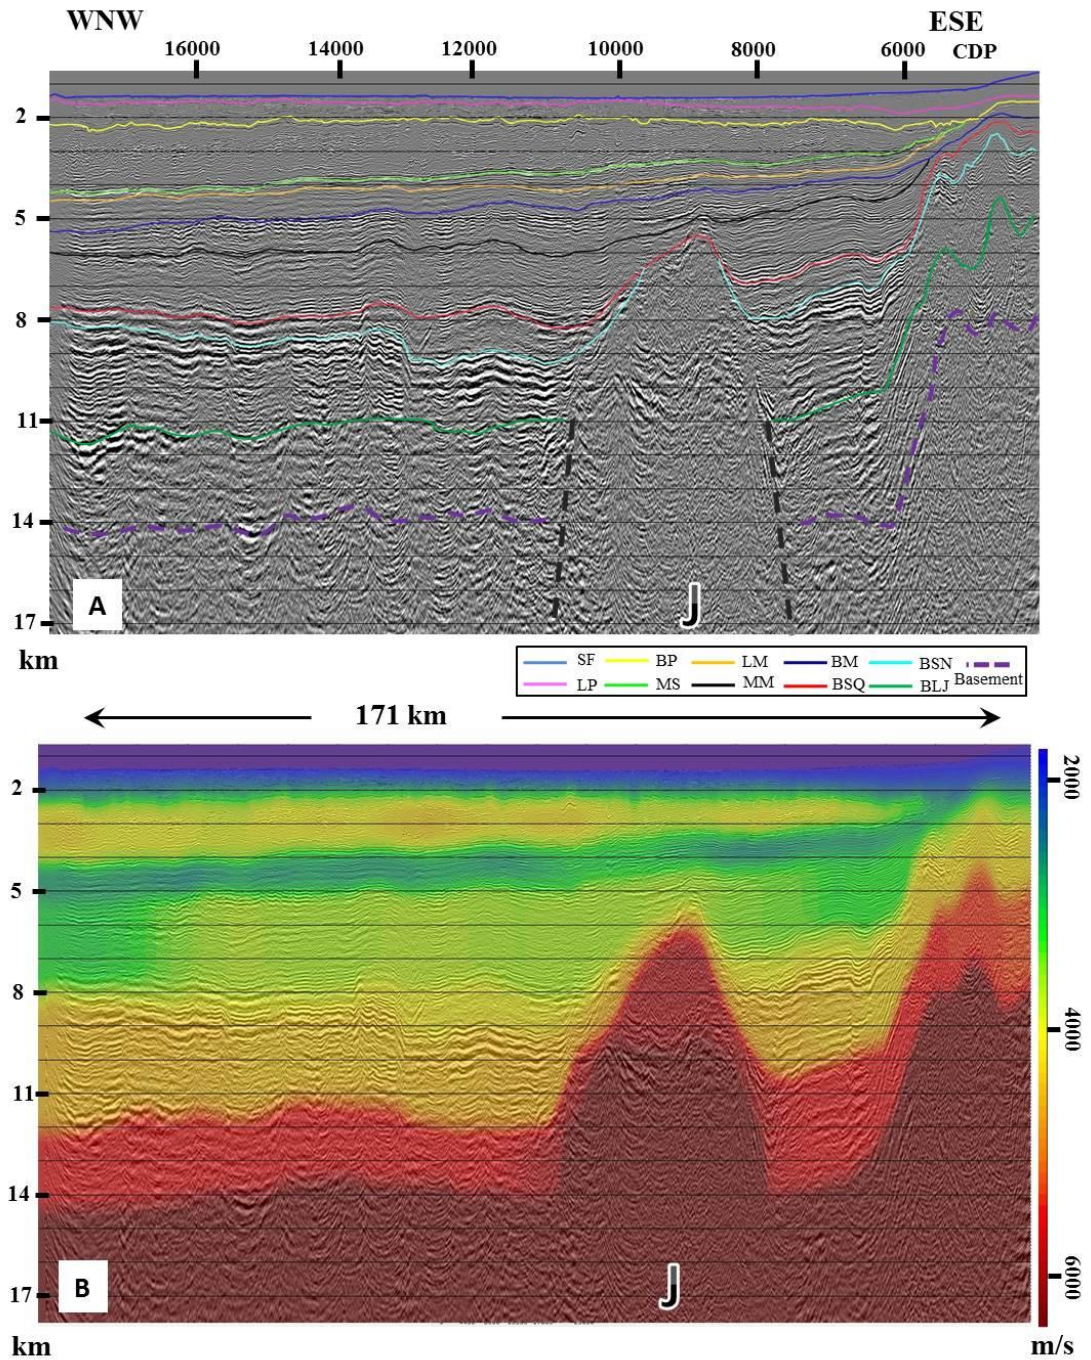 WNW ESE
16000 14000 12000 10000 8000 6000 CDP
2
5
8
11
14
17
A
J
km
SF BP LM BM BSN
LP MS MM BSQ BLJ Basement
171 km
2
5
8
11
14
17
B
J
2000
4000
6000
km m/s